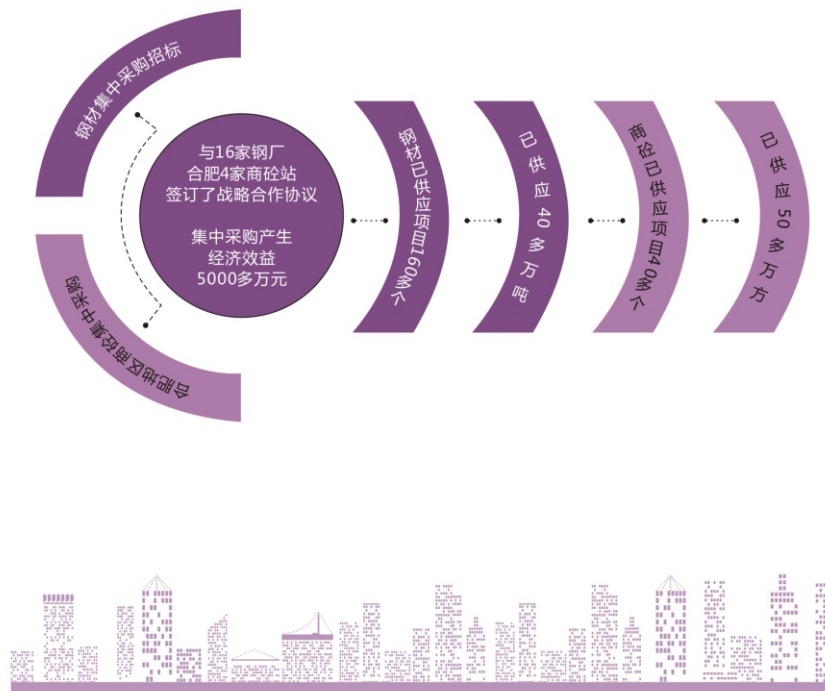 钢材集中采购招标
与16家钢厂
合肥4家商砼站
签订了战略合作协议
集中采购产生
经济效益
5000多万元
合肥地区商砼集中采购
钢材已供应项目160多个
已供应40多万吨
商砼已供应项目40多个
已供应50多万方